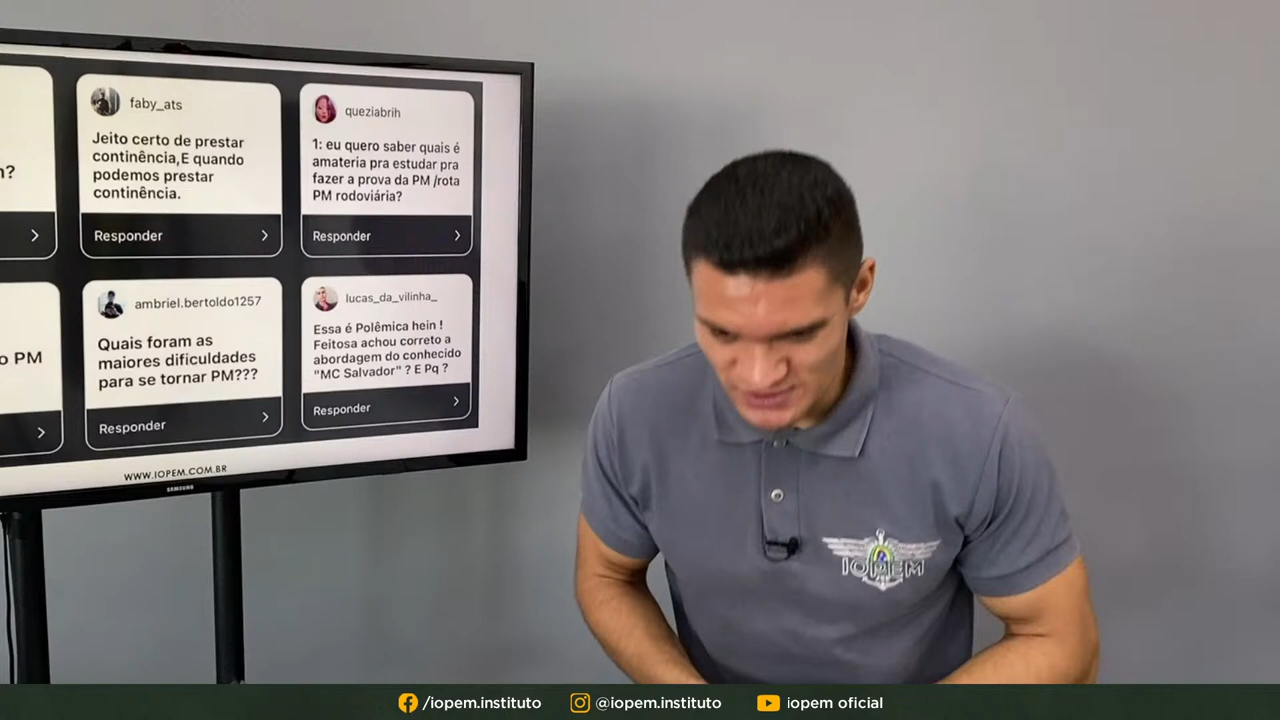 faby_ats
Jeito certo de prestar
continência,E quando
podemos prestar
continência.
Responder
queziabrih
1: eu quero saber quais é
amateria pra estudar pra
fazer a prova da PM /rota
PM rodoviária?
Responder
o PM
ambriel.bertoldo1257
Quais foram as
maiores dificuldades
para se tornar PM???
Responder
lucas_da_vilinha_
Essa é Polêmica hein !
Feitosa achou correto a
abordagem do conhecido
"MC Salvador" ? E Pq ?
Responder
WWW.IOPEM.COM.BR
SAMSUNG
IOPEM
/iopem.instituto
@iopem.instituto
iopem oficial